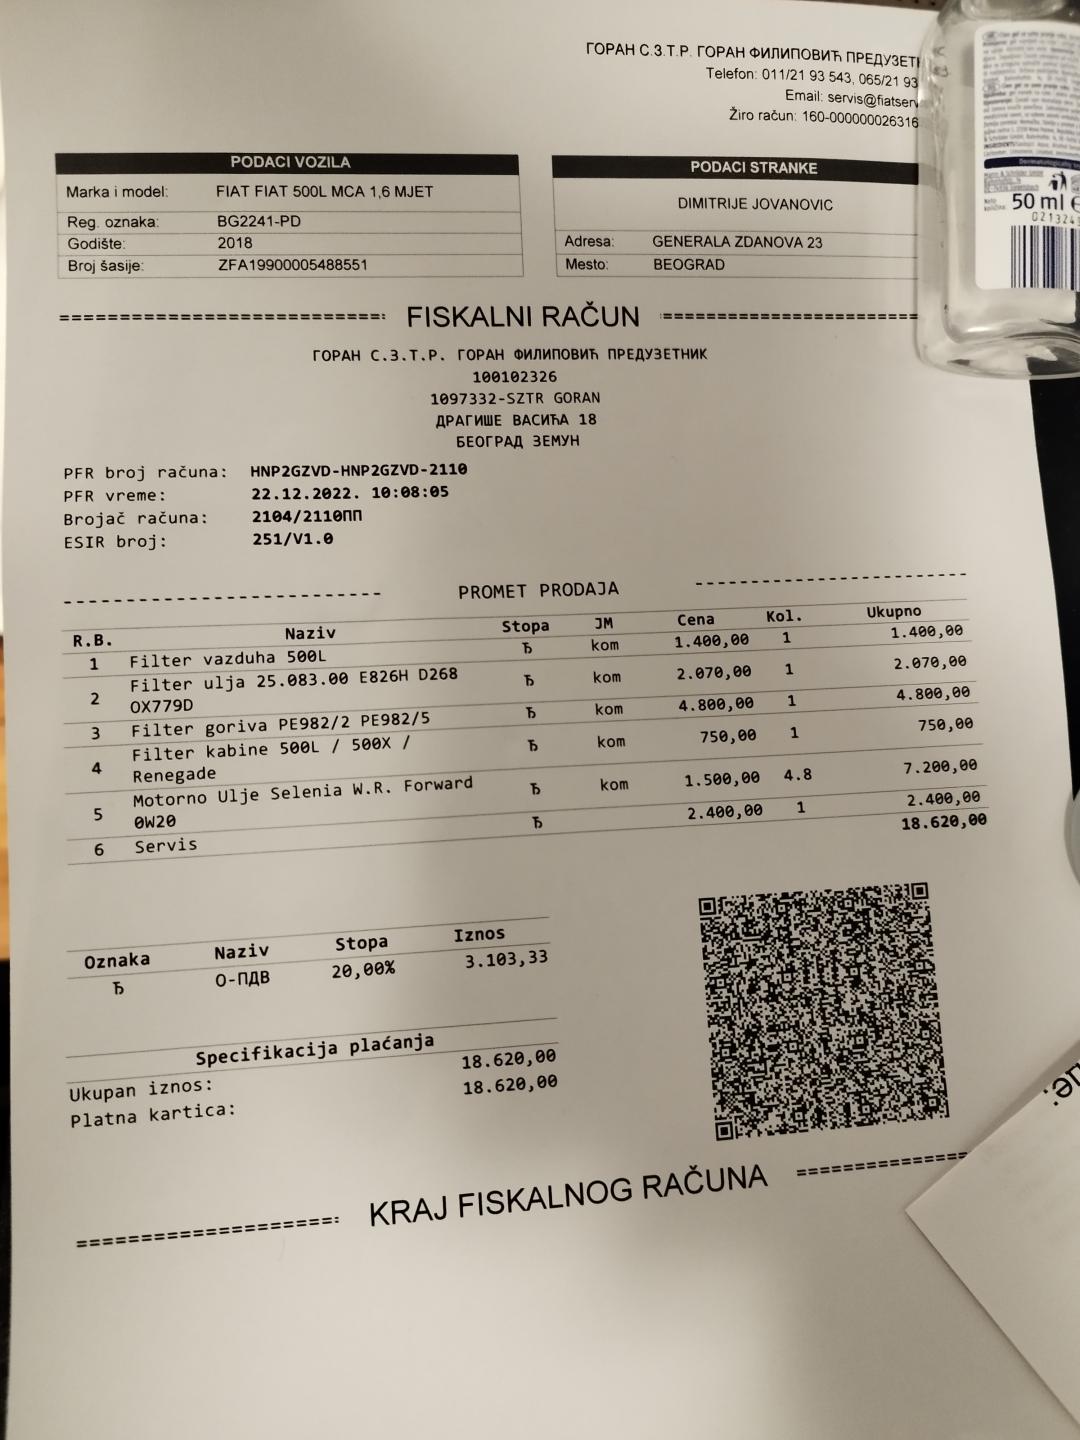 ГОРАН С.З.Т.Р. ГОРАН ФИЛИПОВИЋ ПРЕДУЗЕТ
Telefon: 011/21 93 543, 065/21 93
Email: servis@fiatserv
Žiro račun: 160-000000026316
PODACI VOZILA
Marka i model: FIAT FIAT 500L MCA 1,6 MJET
Reg. oznaka: BG2241-PD
Godište: 2018
Broj šasije: ZFA19900005488551
PODACI STRANKE
DIMITRIJE JOVANOVIC
Adresa: GENERALA ZDANOVA 23
Mesto: BEOGRAD
50 ml
================================ FISKALNI RAČUN ================================
ГОРАН С.З.Т.Р. ГОРАН ФИЛИПОВИЋ ПРЕДУЗЕТНИК
100102326
1097332-SZTR GORAN
ДРАГИШЕ ВАСИЋА 18
БЕОГРАД ЗЕМУН
PFR broj računa: HNP2GZVD-HNP2GZVD-2110
PFR vreme: 22.12.2022. 10:08:05
Brojač računa: 2104/2110ПП
ESIR broj: 251/V1.0
-------------------------- PROMET PRODAJA --------------------------
R.B. Naziv Stopa JM Cena Kol. Ukupno
1 Filter vazduha 500L Ђ kom 1.400,00 1 1.400,00
2 Filter ulja 25.083.00 E826H D268 Ђ kom 2.070,00 1 2.070,00
OX779D
3 Filter goriva PE982/2 PE982/5 Ђ kom 4.800,00 1 4.800,00
4 Filter kabine 500L / 500X / Ђ kom 750,00 1 750,00
Renegade
5 Motorno Ulje Selenia W.R. Forward Ђ kom 1.500,00 4.8 7.200,00
0W20
6 Servis Ђ 2.400,00 1 2.400,00
18.620,00
Oznaka Naziv Stopa Iznos
Ђ О-ПДВ 20,00% 3.103,33
Specifikacija plaćanja
Ukupan iznos: 18.620,00
Platna kartica: 18.620,00
===================== KRAJ FISKALNOG RAČUNA =====================